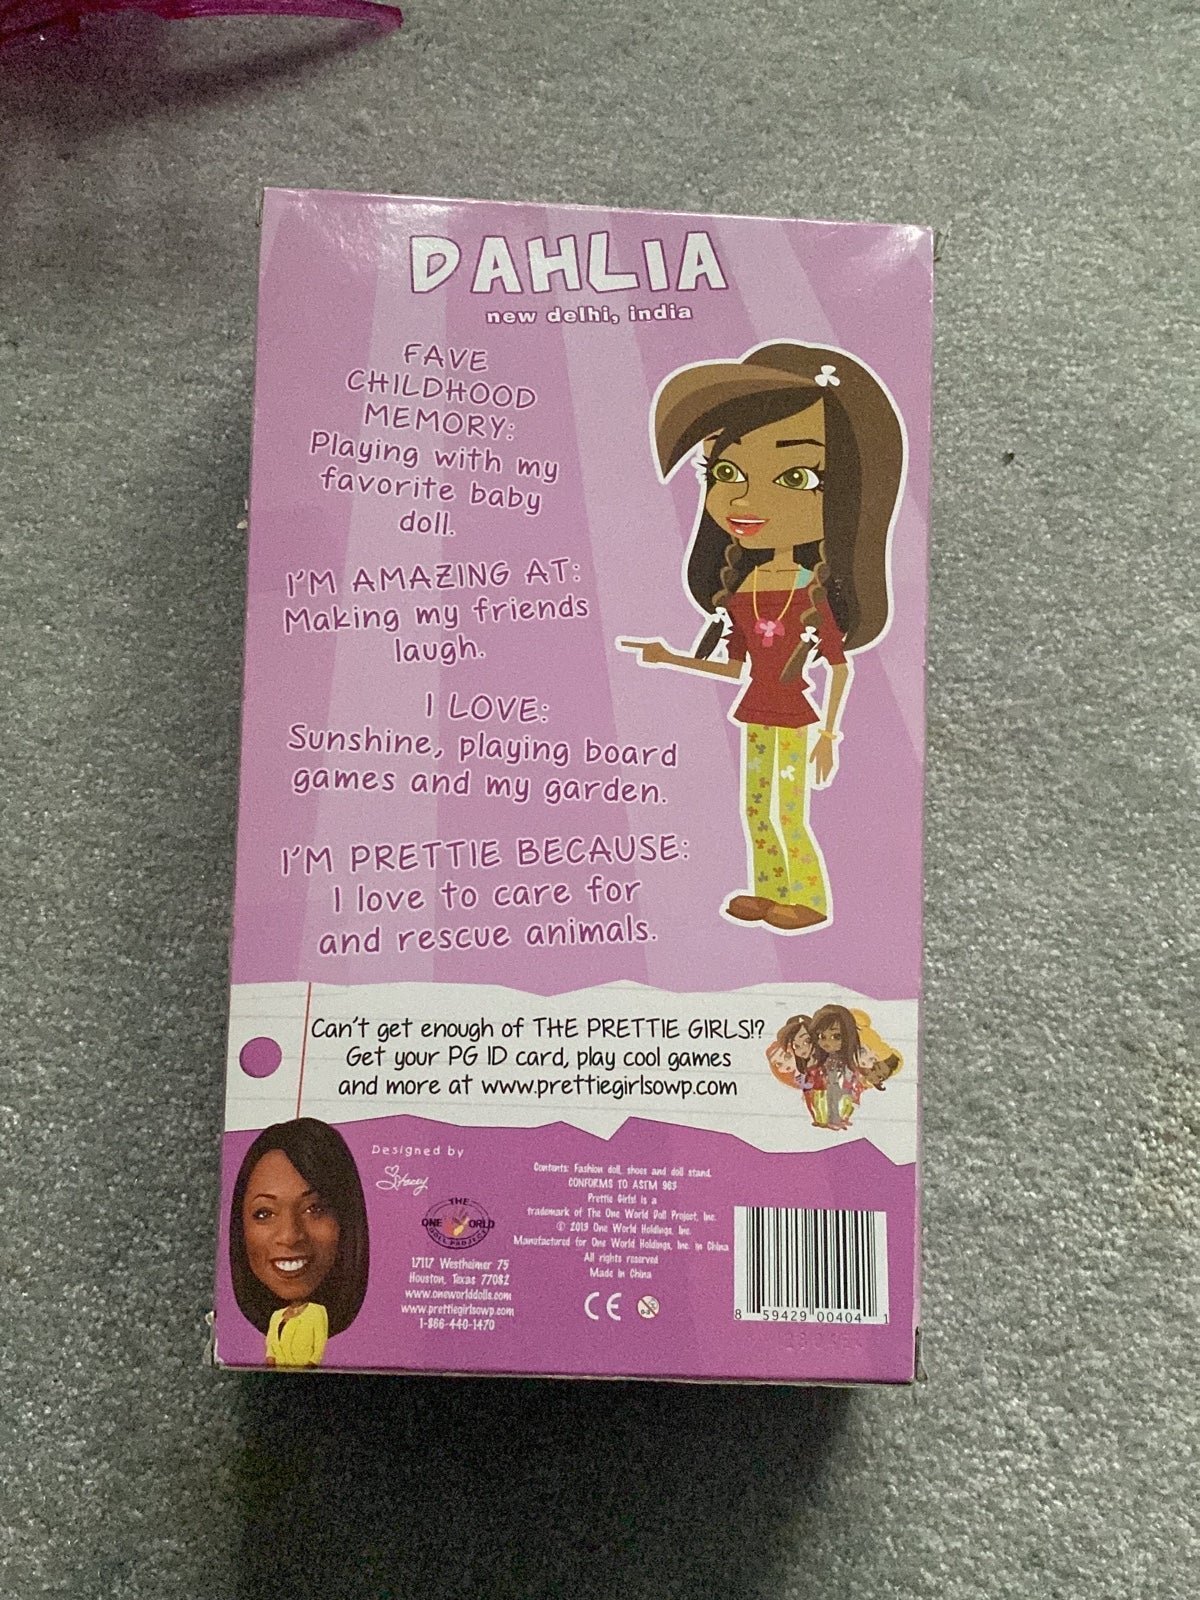 DAHLIA
new delhi, india
FAVE
CHILDHOOD
MEMORY:
Playing with my
favorite baby
doll.
I'M AMAZING AT:
Making my friends
laugh.
I LOVE:
Sunshine, playing board
games and my garden.
I'M PRETTIE BECAUSE:
I love to care for
and rescue animals.
Can't get enough of THE PRETTIE GIRLS!?
Get your PG ID card, play cool games
and more at www.prettiegirlsowp.com
Designed by
Stacey
THE
ONE WORLD
DOLL PROJECT
17117 Westheimer 75
Houston, Texas 77082
www.oneworlddolls.com
www.prettiegirlsowp.com
1-866-440-1470
Contents: Fashion doll, shoes and doll stand.
CONFORMS TO ASTM 963
Prettie Girls! is a
trademark of The One World Doll Project, Inc.
© 2013 One World Holdings, Inc.
Manufactured for One World Holdings, Inc. in China
All rights reserved
Made in China
CE
0-3
8 59429 00404 1